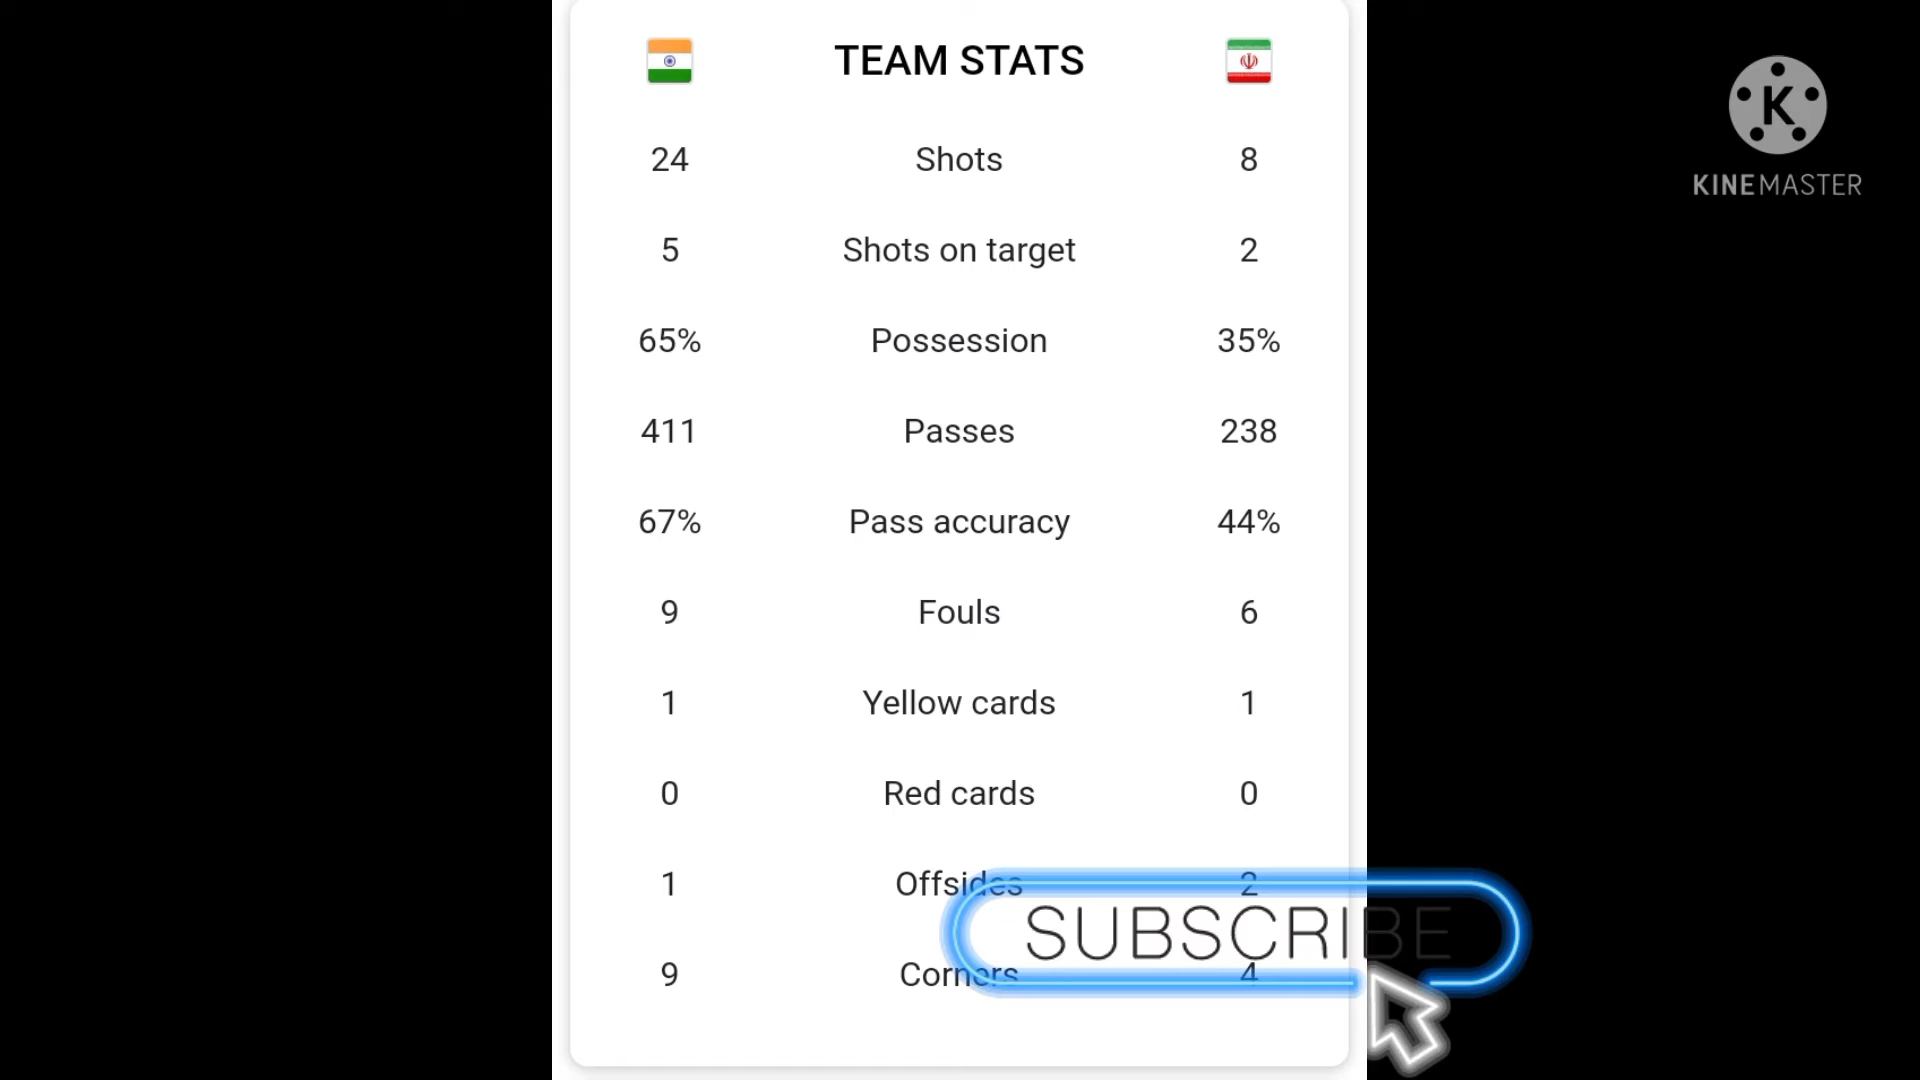 TEAM STATS
24 Shots 8
5 Shots on target 2
65% Possession 35%
411 Passes 238
67% Pass accuracy 44%
9 Fouls 6
1 Yellow cards 1
0 Red cards 0
1 Offsides 2
9 Corners 4
SUBSCRIBE
K
KINEMASTER